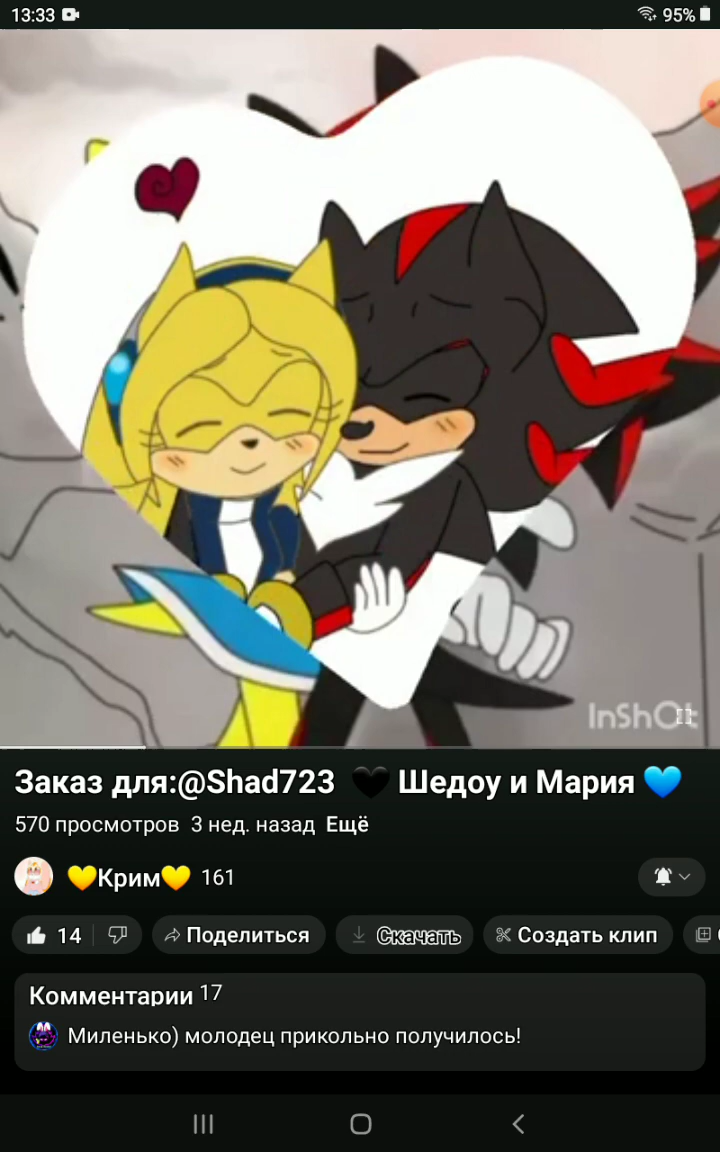 13:33 95%
InShOt
Заказ для:@Shad723 🖤 Шедоу и Мария 💙
570 просмотров 3 нед. назад Ещё
💛Крим💛 161
14 Поделиться Скачать Создать клип
Комментарии 17
Миленько) молодец прикольно получилось!